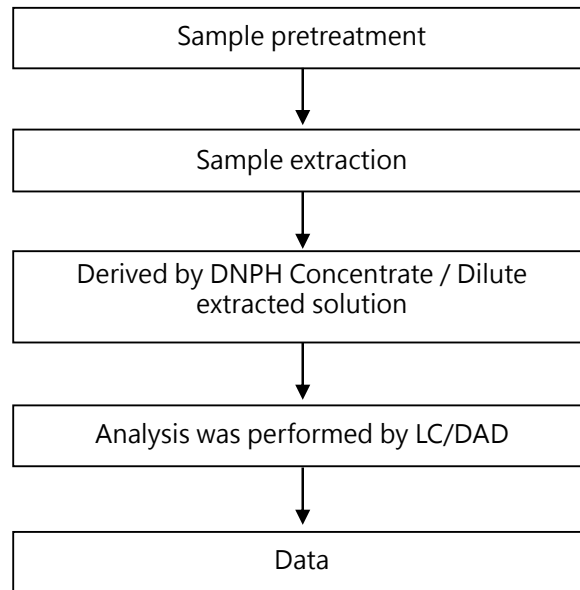 Sample pretreatment
Sample extraction
Derived by DNPH Concentrate / Dilute
extracted solution
Analysis was performed by LC/DAD
Data